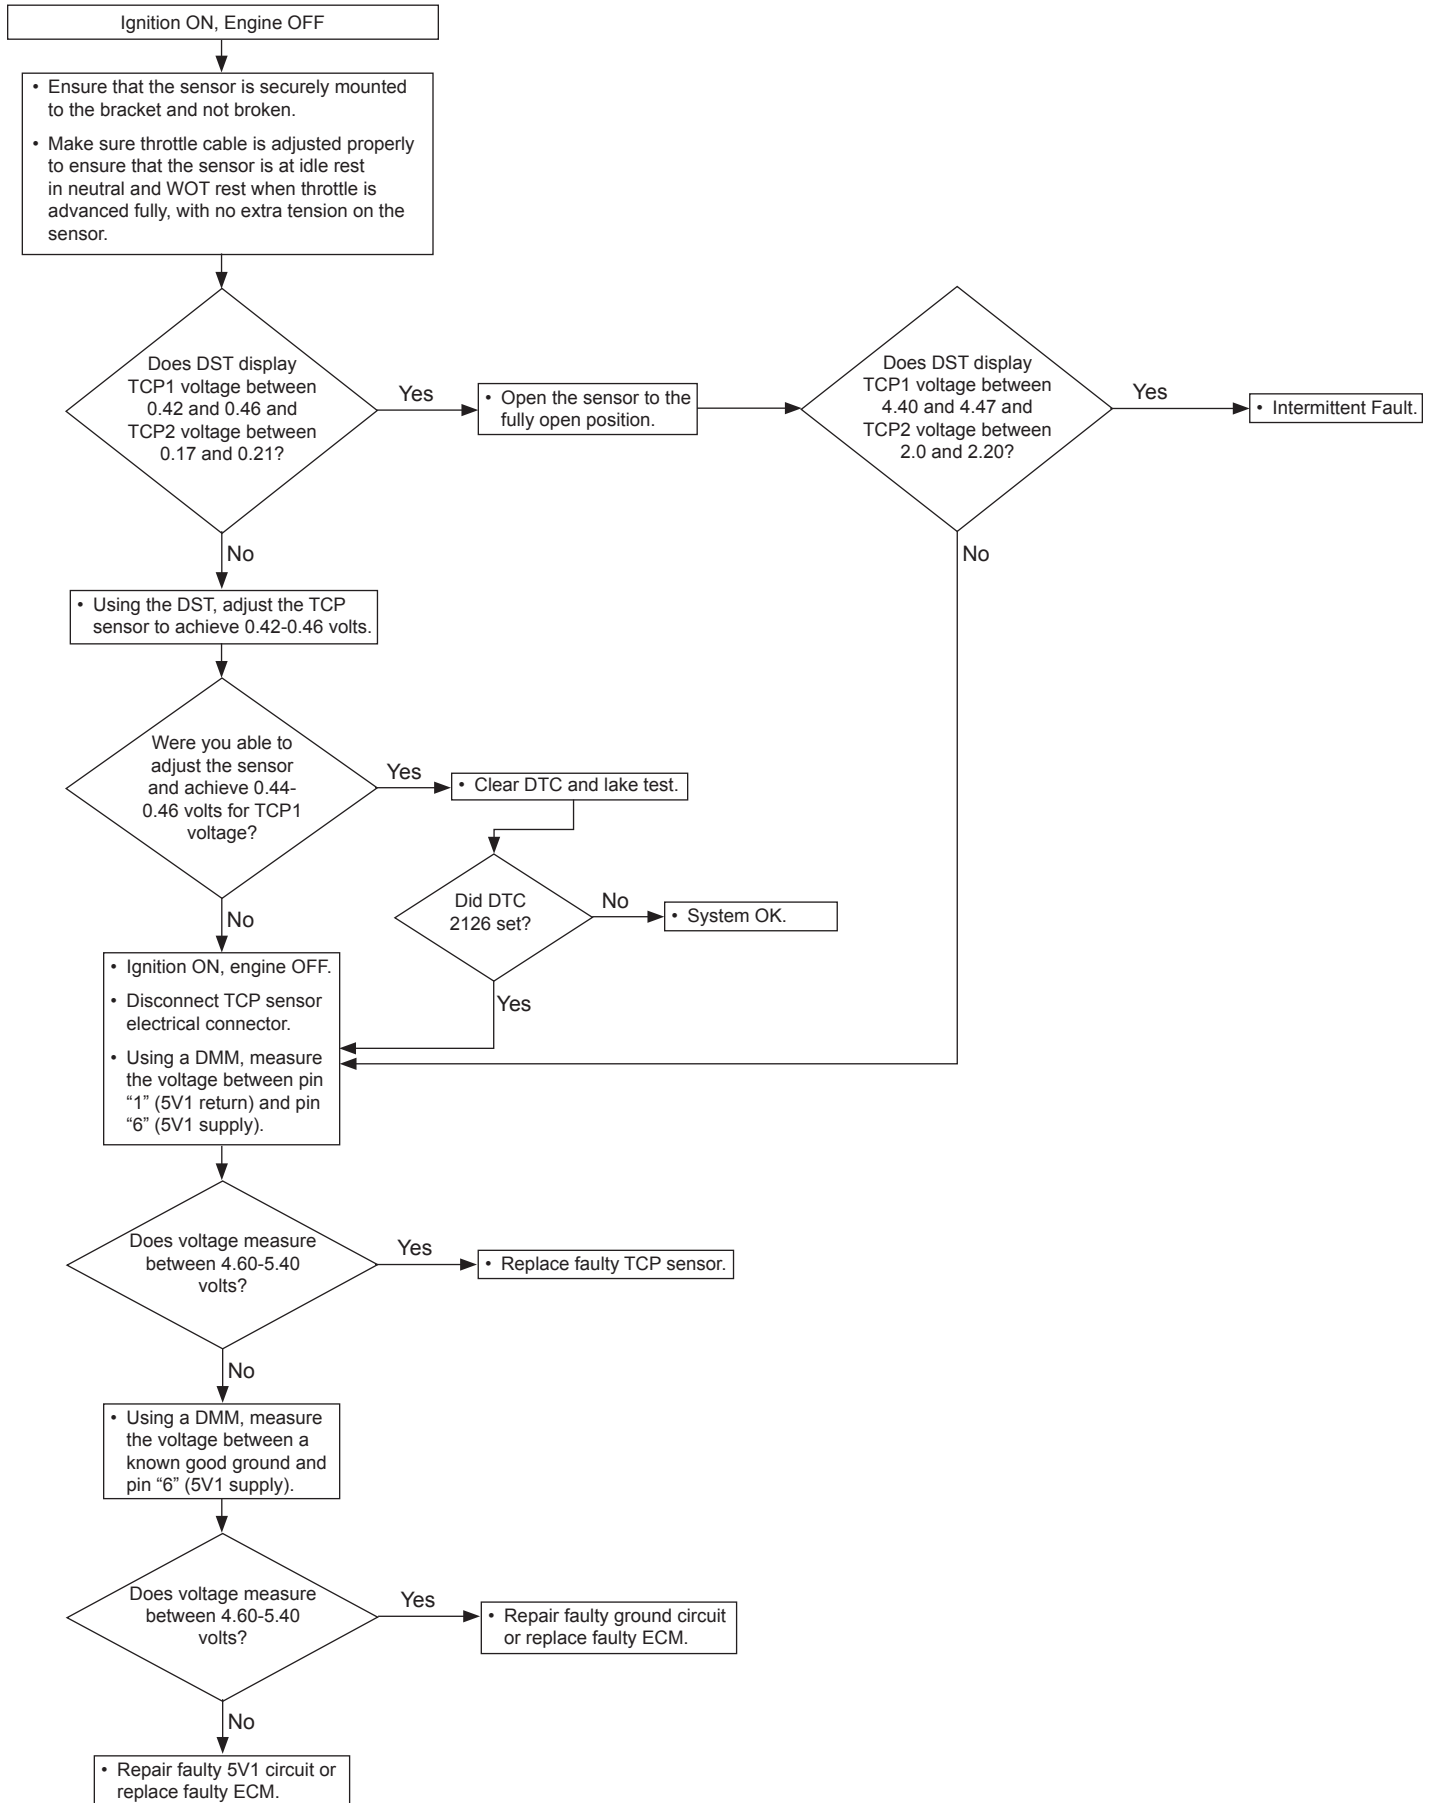 Ignition ON, Engine OFF
• Ensure that the sensor is securely mounted
to the bracket and not broken.
• Make sure throttle cable is adjusted properly
to ensure that the sensor is at idle rest
in neutral and WOT rest when throttle is
advanced fully, with no extra tension on the
sensor.
Does DST display
TCP1 voltage between
0.42 and 0.46 and
TCP2 voltage between
0.17 and 0.21?
Yes
• Open the sensor to the
fully open position.
Does DST display
TCP1 voltage between
4.40 and 4.47 and
TCP2 voltage between
2.0 and 2.20?
Yes
• Intermittent Fault.
No
No
• Using the DST, adjust the TCP
sensor to achieve 0.42-0.46 volts.
Were you able to
adjust the sensor
and achieve 0.44-
0.46 volts for TCP1
voltage?
Yes
• Clear DTC and lake test.
Did DTC
2126 set?
No
• System OK.
Yes
No
• Ignition ON, engine OFF.
• Disconnect TCP sensor
electrical connector.
• Using a DMM, measure
the voltage between pin
“1” (5V1 return) and pin
“6” (5V1 supply).
Does voltage measure
between 4.60-5.40
volts?
Yes
• Replace faulty TCP sensor.
No
• Using a DMM, measure
the voltage between a
known good ground and
pin “6” (5V1 supply).
Does voltage measure
between 4.60-5.40
volts?
Yes
• Repair faulty ground circuit
or replace faulty ECM.
No
• Repair faulty 5V1 circuit or
replace faulty ECM.